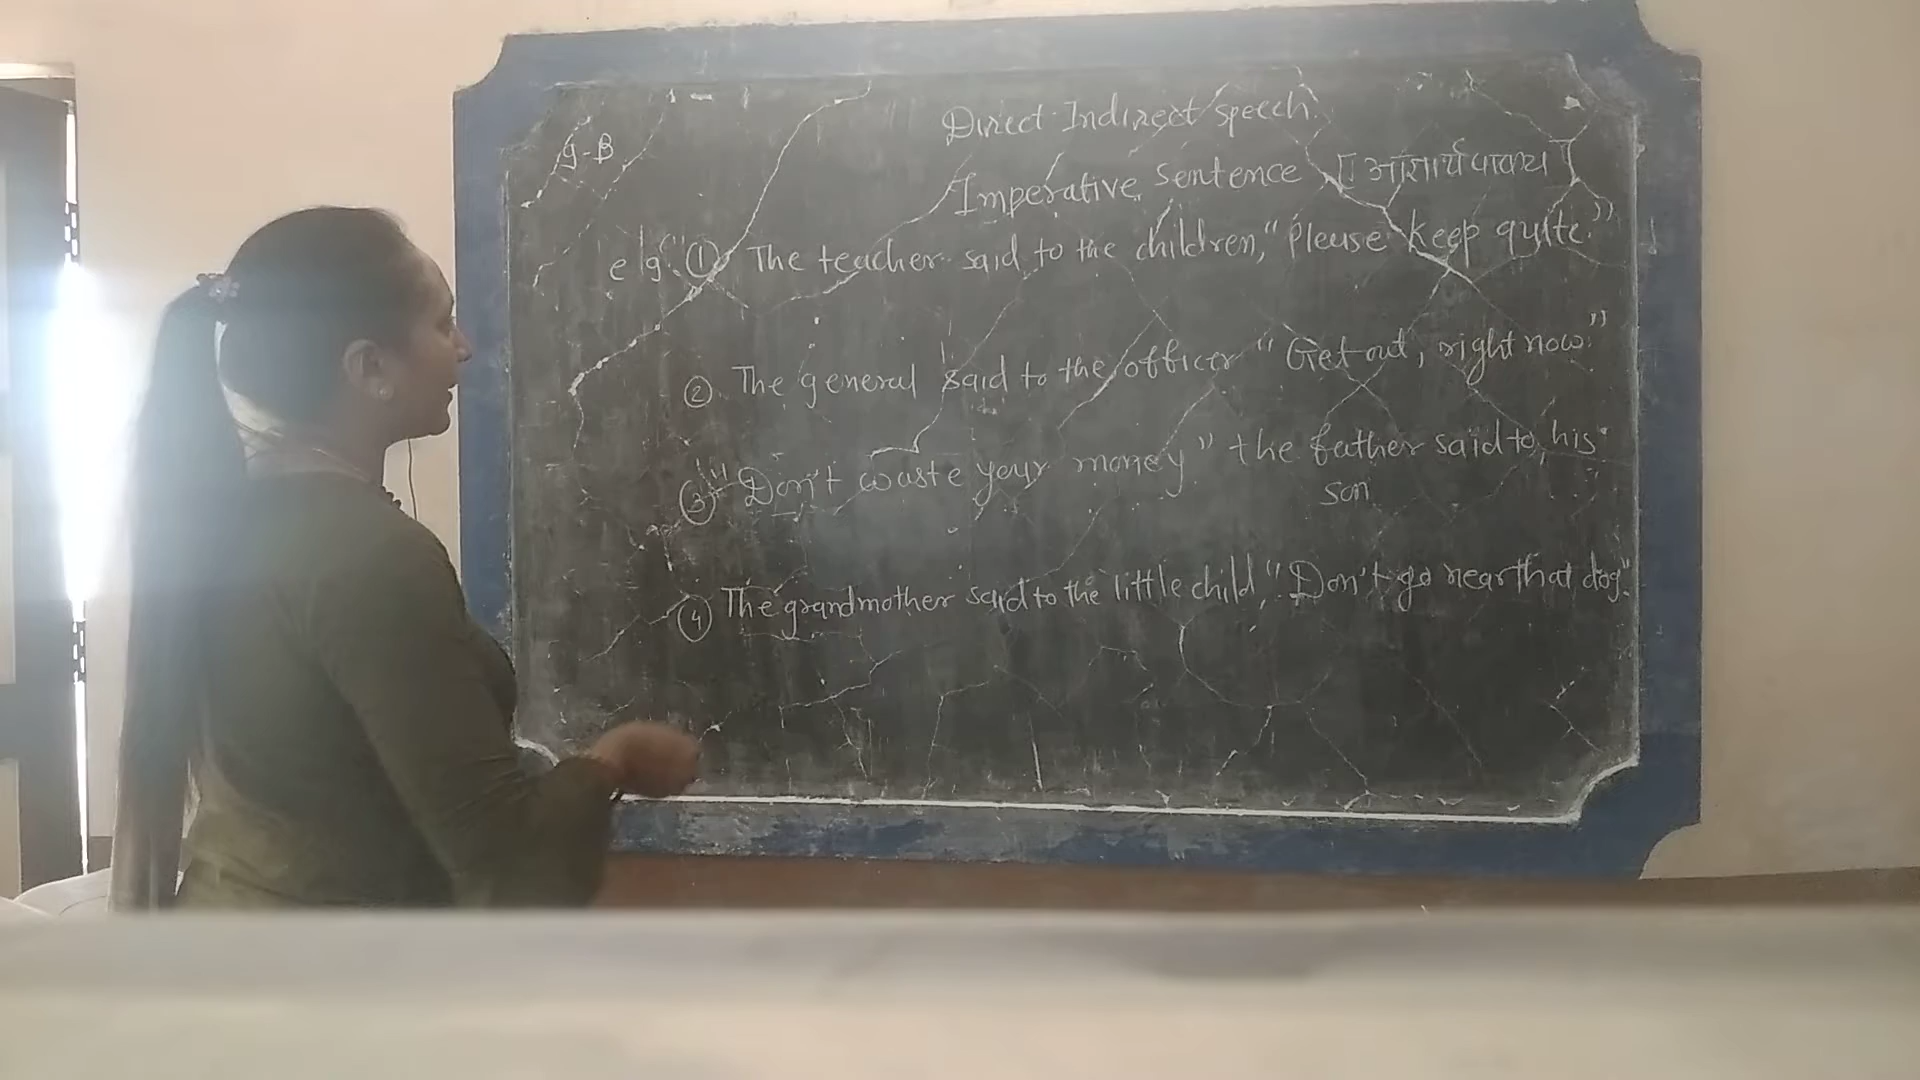 9-B
Direct Indirect speech
Imperative Sentence [आज्ञार्थ वाक्य]
e.g. ① The teacher said to the children, "Please keep quite."
② The general said to the officer "Get out, right now."
③ "Don't waste your money" the father said to his
son
④ The grandmother said to the little child, "Don't go near that dog".